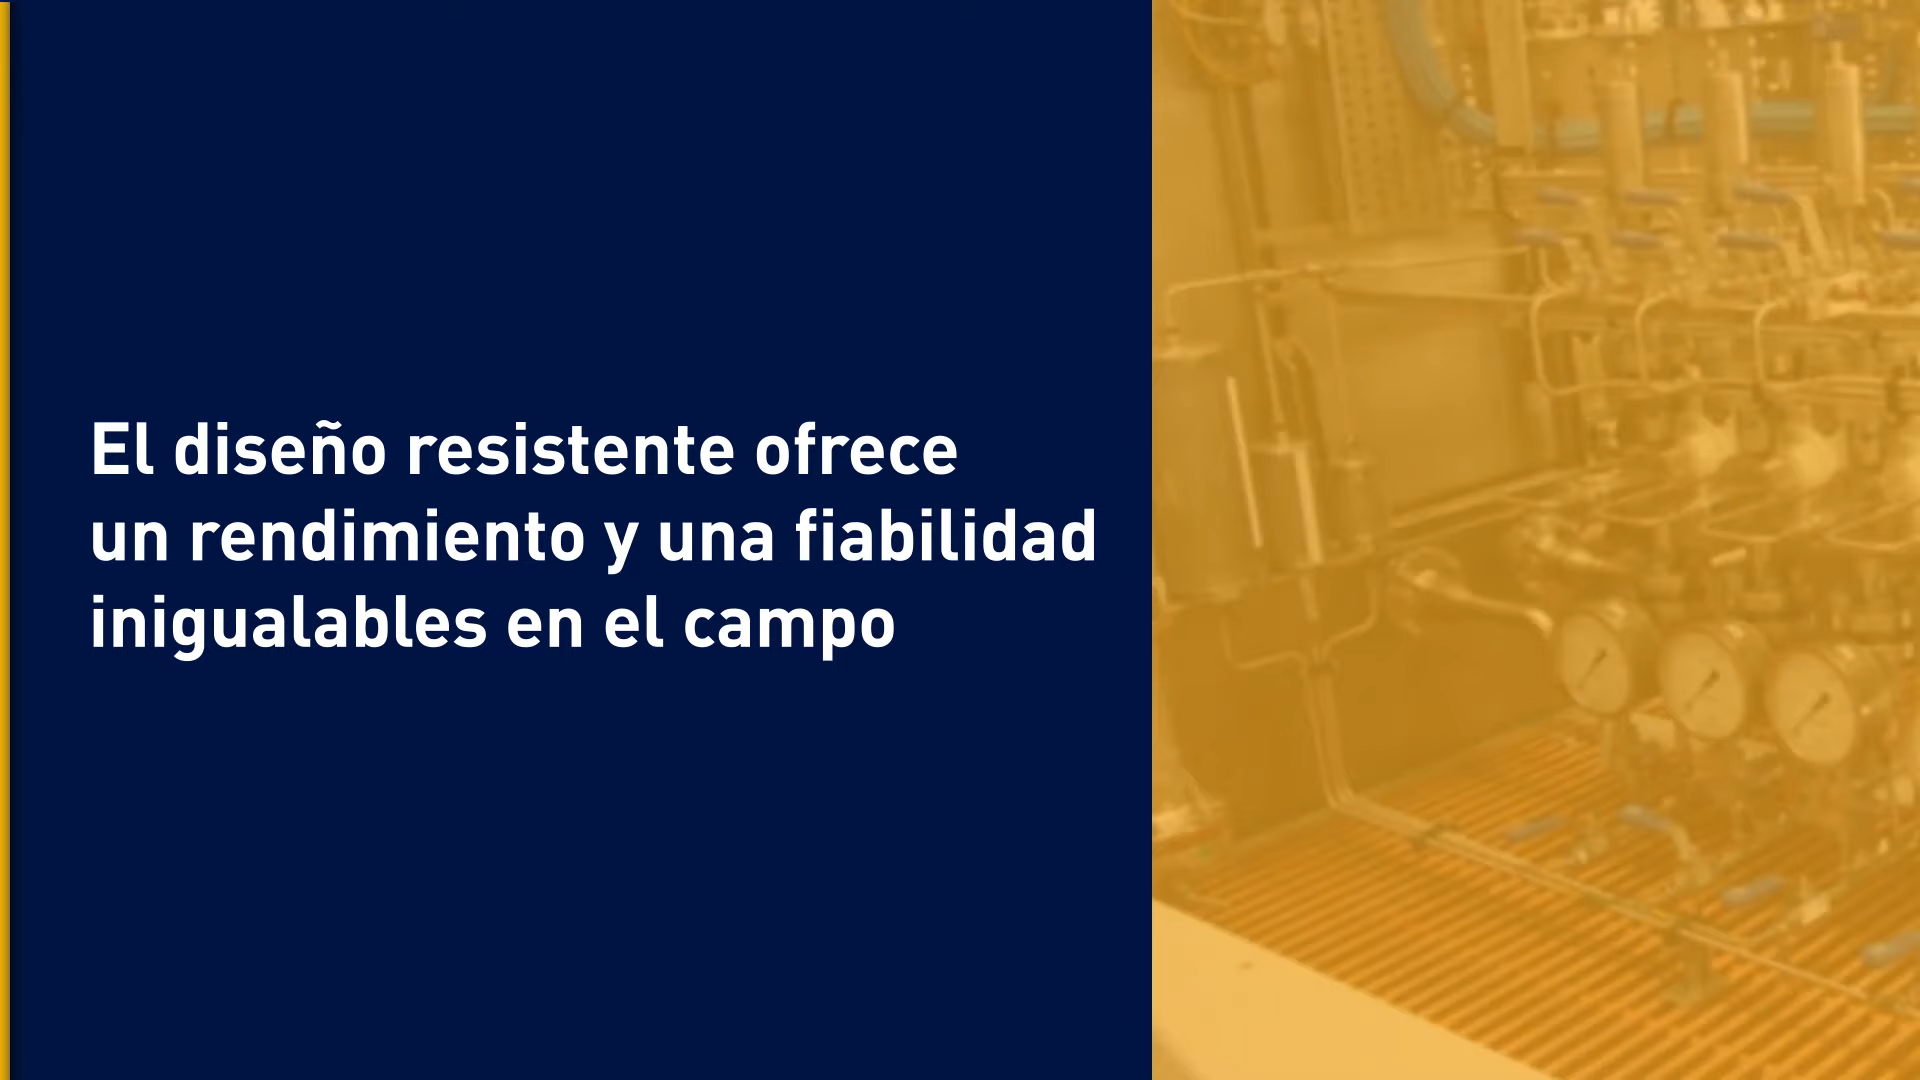 El diseño resistente ofrece
un rendimiento y una fiabilidad
inigualables en el campo